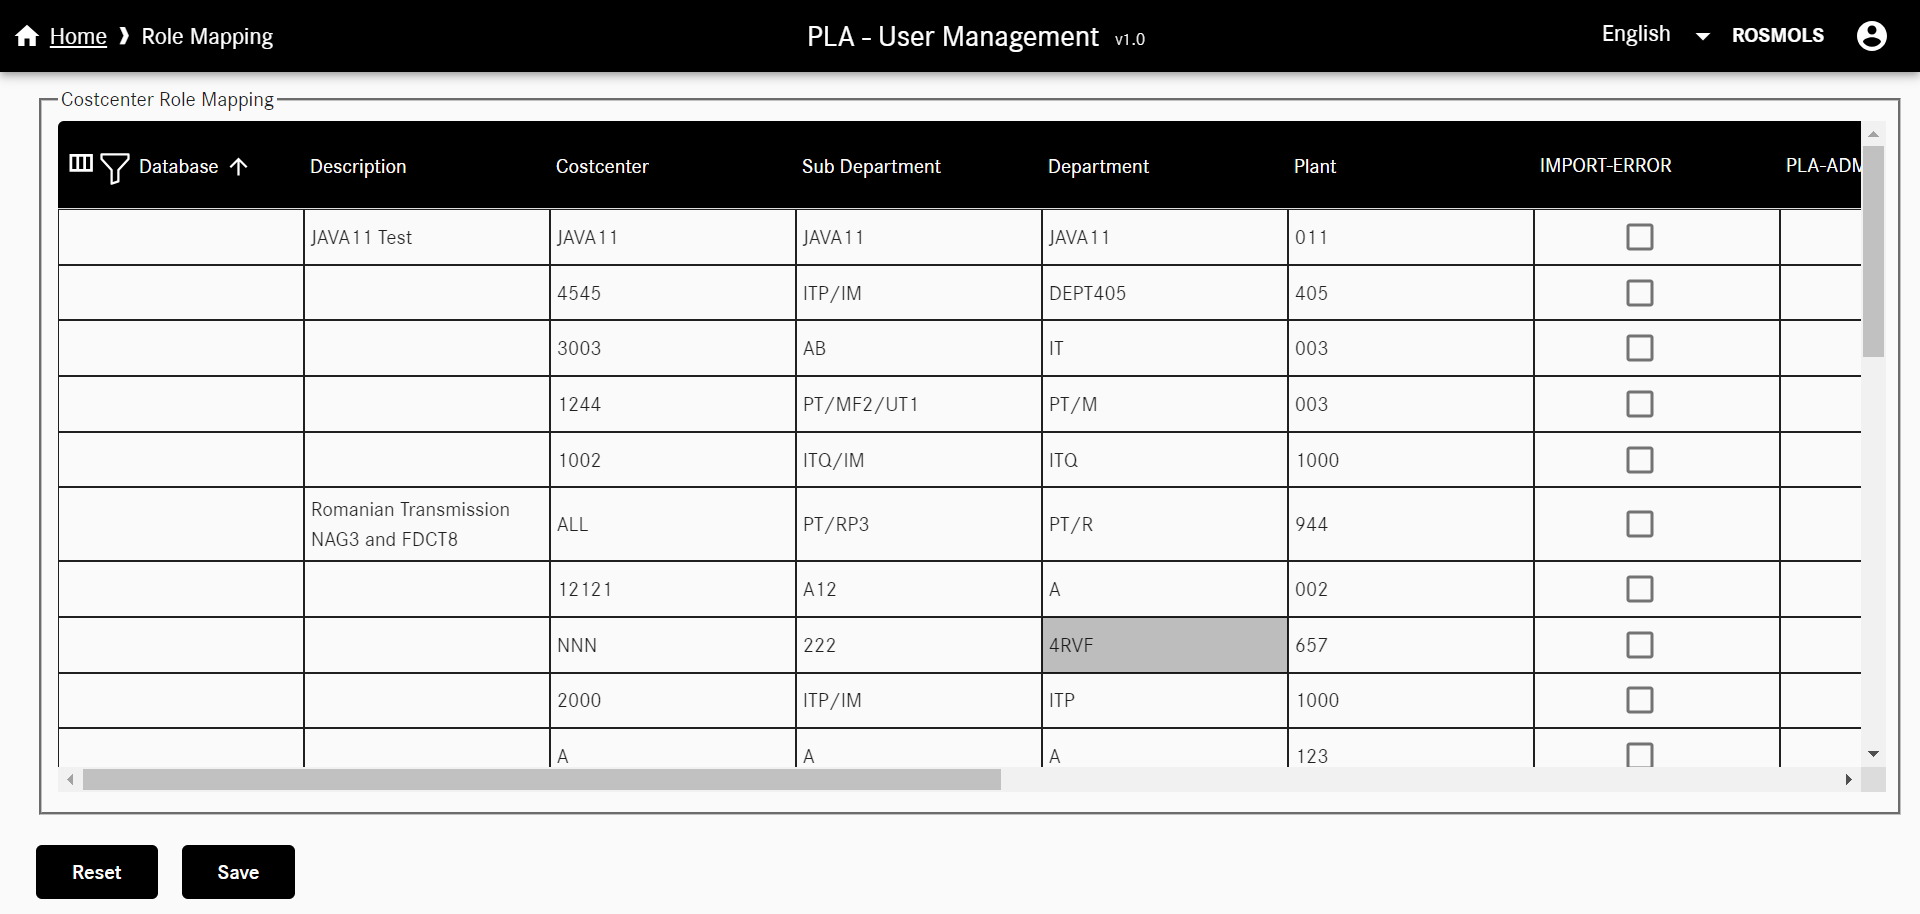 Home ❱ Role Mapping
PLA - User Management v1.0
English
ROSMOLS
Costcenter Role Mapping
Database Description Costcenter Sub Department Department Plant IMPORT-ERROR PLA-ADM
JAVA11 Test JAVA11 JAVA11 JAVA11 011
4545 ITP/IM DEPT405 405
3003 AB IT 003
1244 PT/MF2/UT1 PT/M 003
1002 ITQ/IM ITQ 1000
Romanian Transmission
NAG3 and FDCT8
ALL PT/RP3 PT/R 944
12121 A12 A 002
NNN 222 4RVF 657
2000 ITP/IM ITP 1000
A A A 123
Reset Save